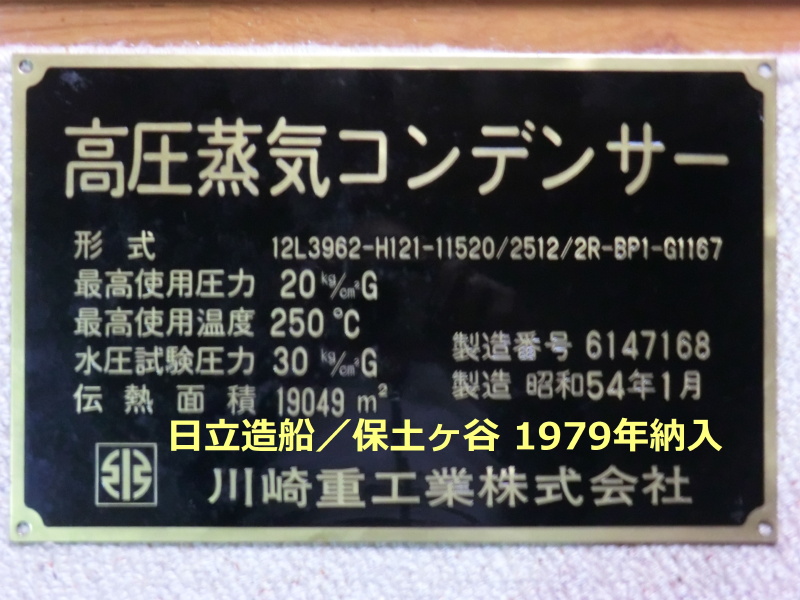 高圧蒸気コンデンサー
形式 12L3962-H121-11520/2512/2R-BP1-G1167
最高使用圧力 20 kg/cm²G
最高使用温度 250℃
水圧試験圧力 30 kg/cm²G
伝熱面積 19049 m²
製造番号 6147168
製造 昭和54年1月
日立造船／保土ヶ谷 1979年納入
川崎重工業株式会社